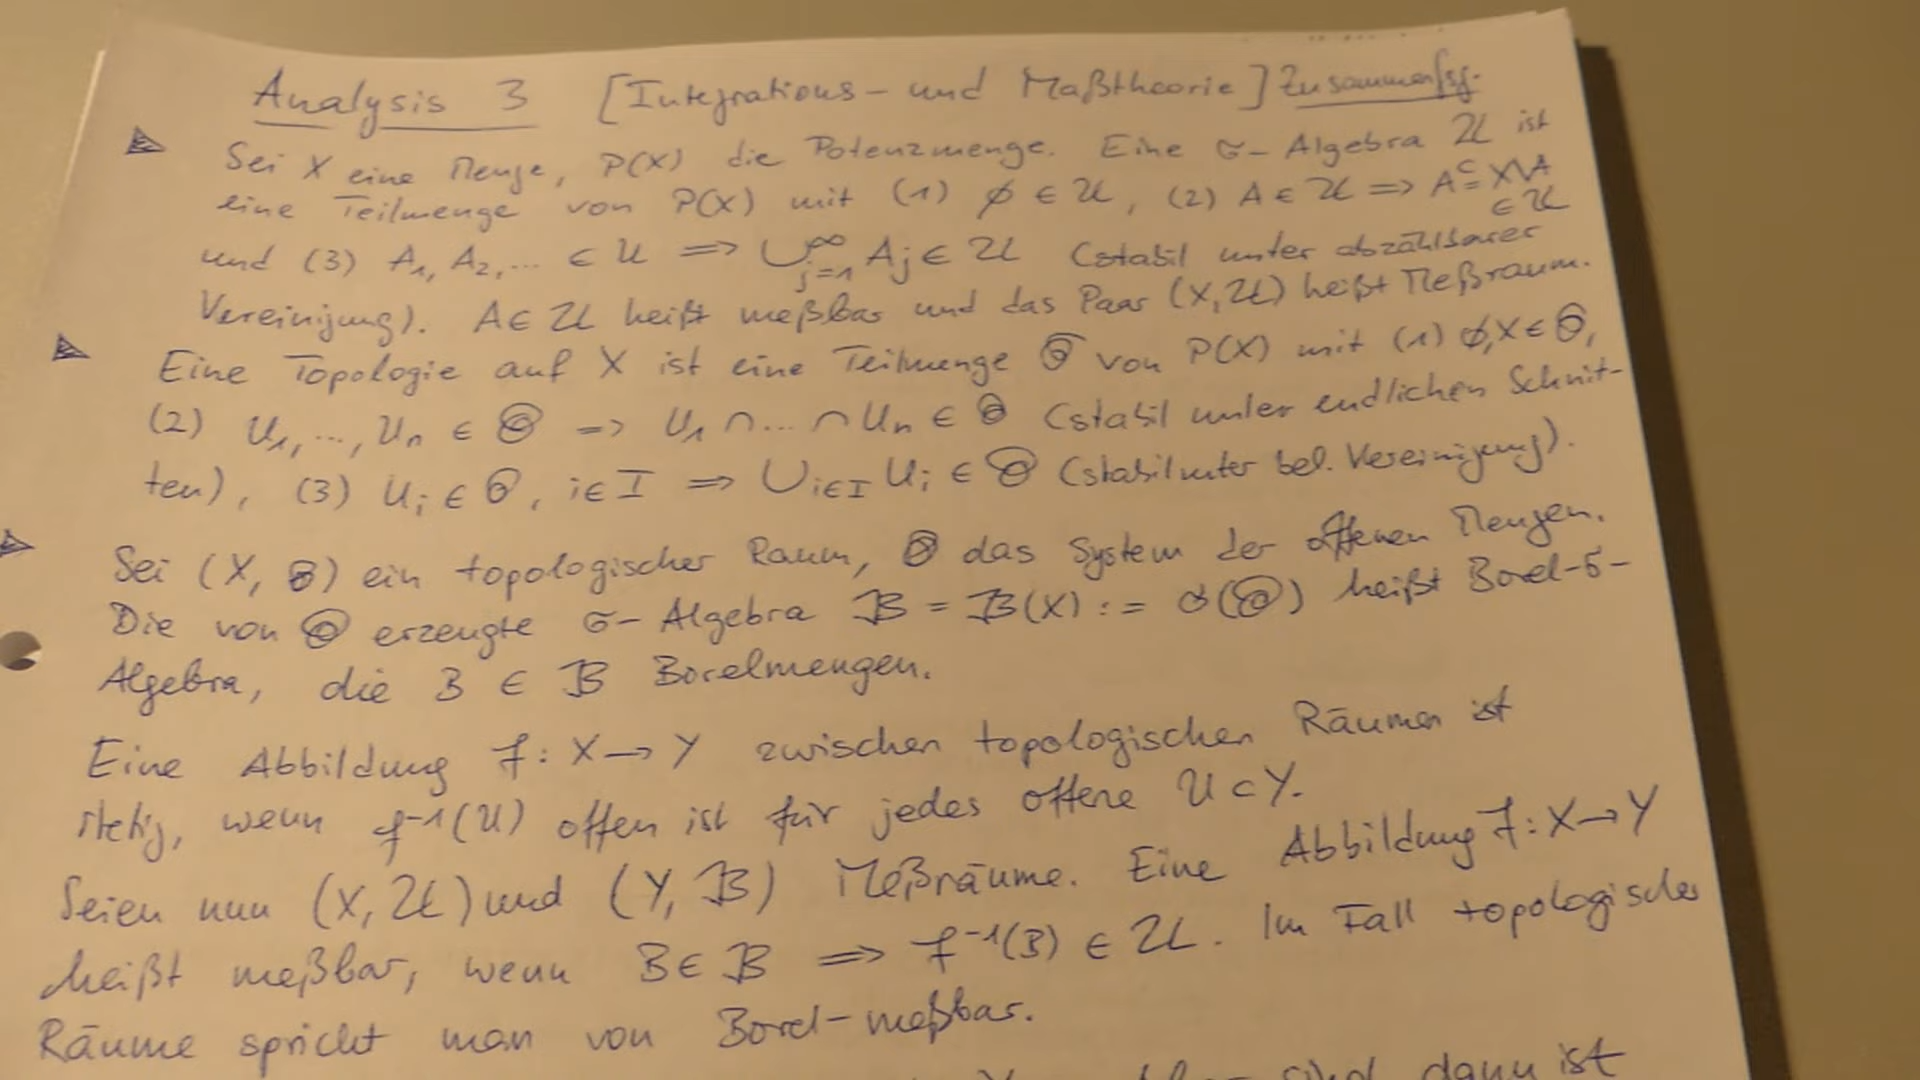 Analysis 3 [Integrations- und Maßtheorie] Zusammenfsg.
Sei X eine Menge, P(X) die Potenzmenge. Eine σ-Algebra 𝒰 ist
eine Teilmenge von P(X) mit (1) ∅ ∈ 𝒰, (2) A ∈ 𝒰 ⇒ Aᶜ = X\A ∈ 𝒰
und (3) A₁, A₂, ... ∈ 𝒰 ⇒ ⋃_{j=1}^∞ Aj ∈ 𝒰 (stabil unter abzählbarer
Vereinigung). A ∈ 𝒰 heißt meßbar und das Paar (X, 𝒰) heißt Meßraum.
Eine Topologie auf X ist eine Teilmenge 𝒪 von P(X) mit (1) ∅, X ∈ 𝒪,
(2) U₁, ..., Uₙ ∈ 𝒪 ⇒ U₁ ∩ ... ∩ Uₙ ∈ 𝒪 (stabil unter endlichen Schnit-
ten), (3) Uᵢ ∈ 𝒪, i ∈ I ⇒ ⋃_{i∈I} Uᵢ ∈ 𝒪 (stabil unter bel. Vereinigung).
Sei (X, 𝒪) ein topologischer Raum, 𝒪 das System der offenen Mengen.
Die von 𝒪 erzeugte σ-Algebra ℬ = ℬ(X) := σ(𝒪) heißt Borel-σ-
Algebra, die B ∈ ℬ Borelmengen.
Eine Abbildung f: X → Y zwischen topologischen Räumen ist
stetig, wenn f⁻¹(U) offen ist für jedes offene U ⊂ Y.
Seien nun (X, 𝒰) und (Y, ℬ) Meßräume. Eine Abbildung f: X → Y
heißt meßbar, wenn B ∈ ℬ ⇒ f⁻¹(B) ∈ 𝒰. Im Fall topologischer
Räume spricht man von Borel-meßbar.
sind, dann ist